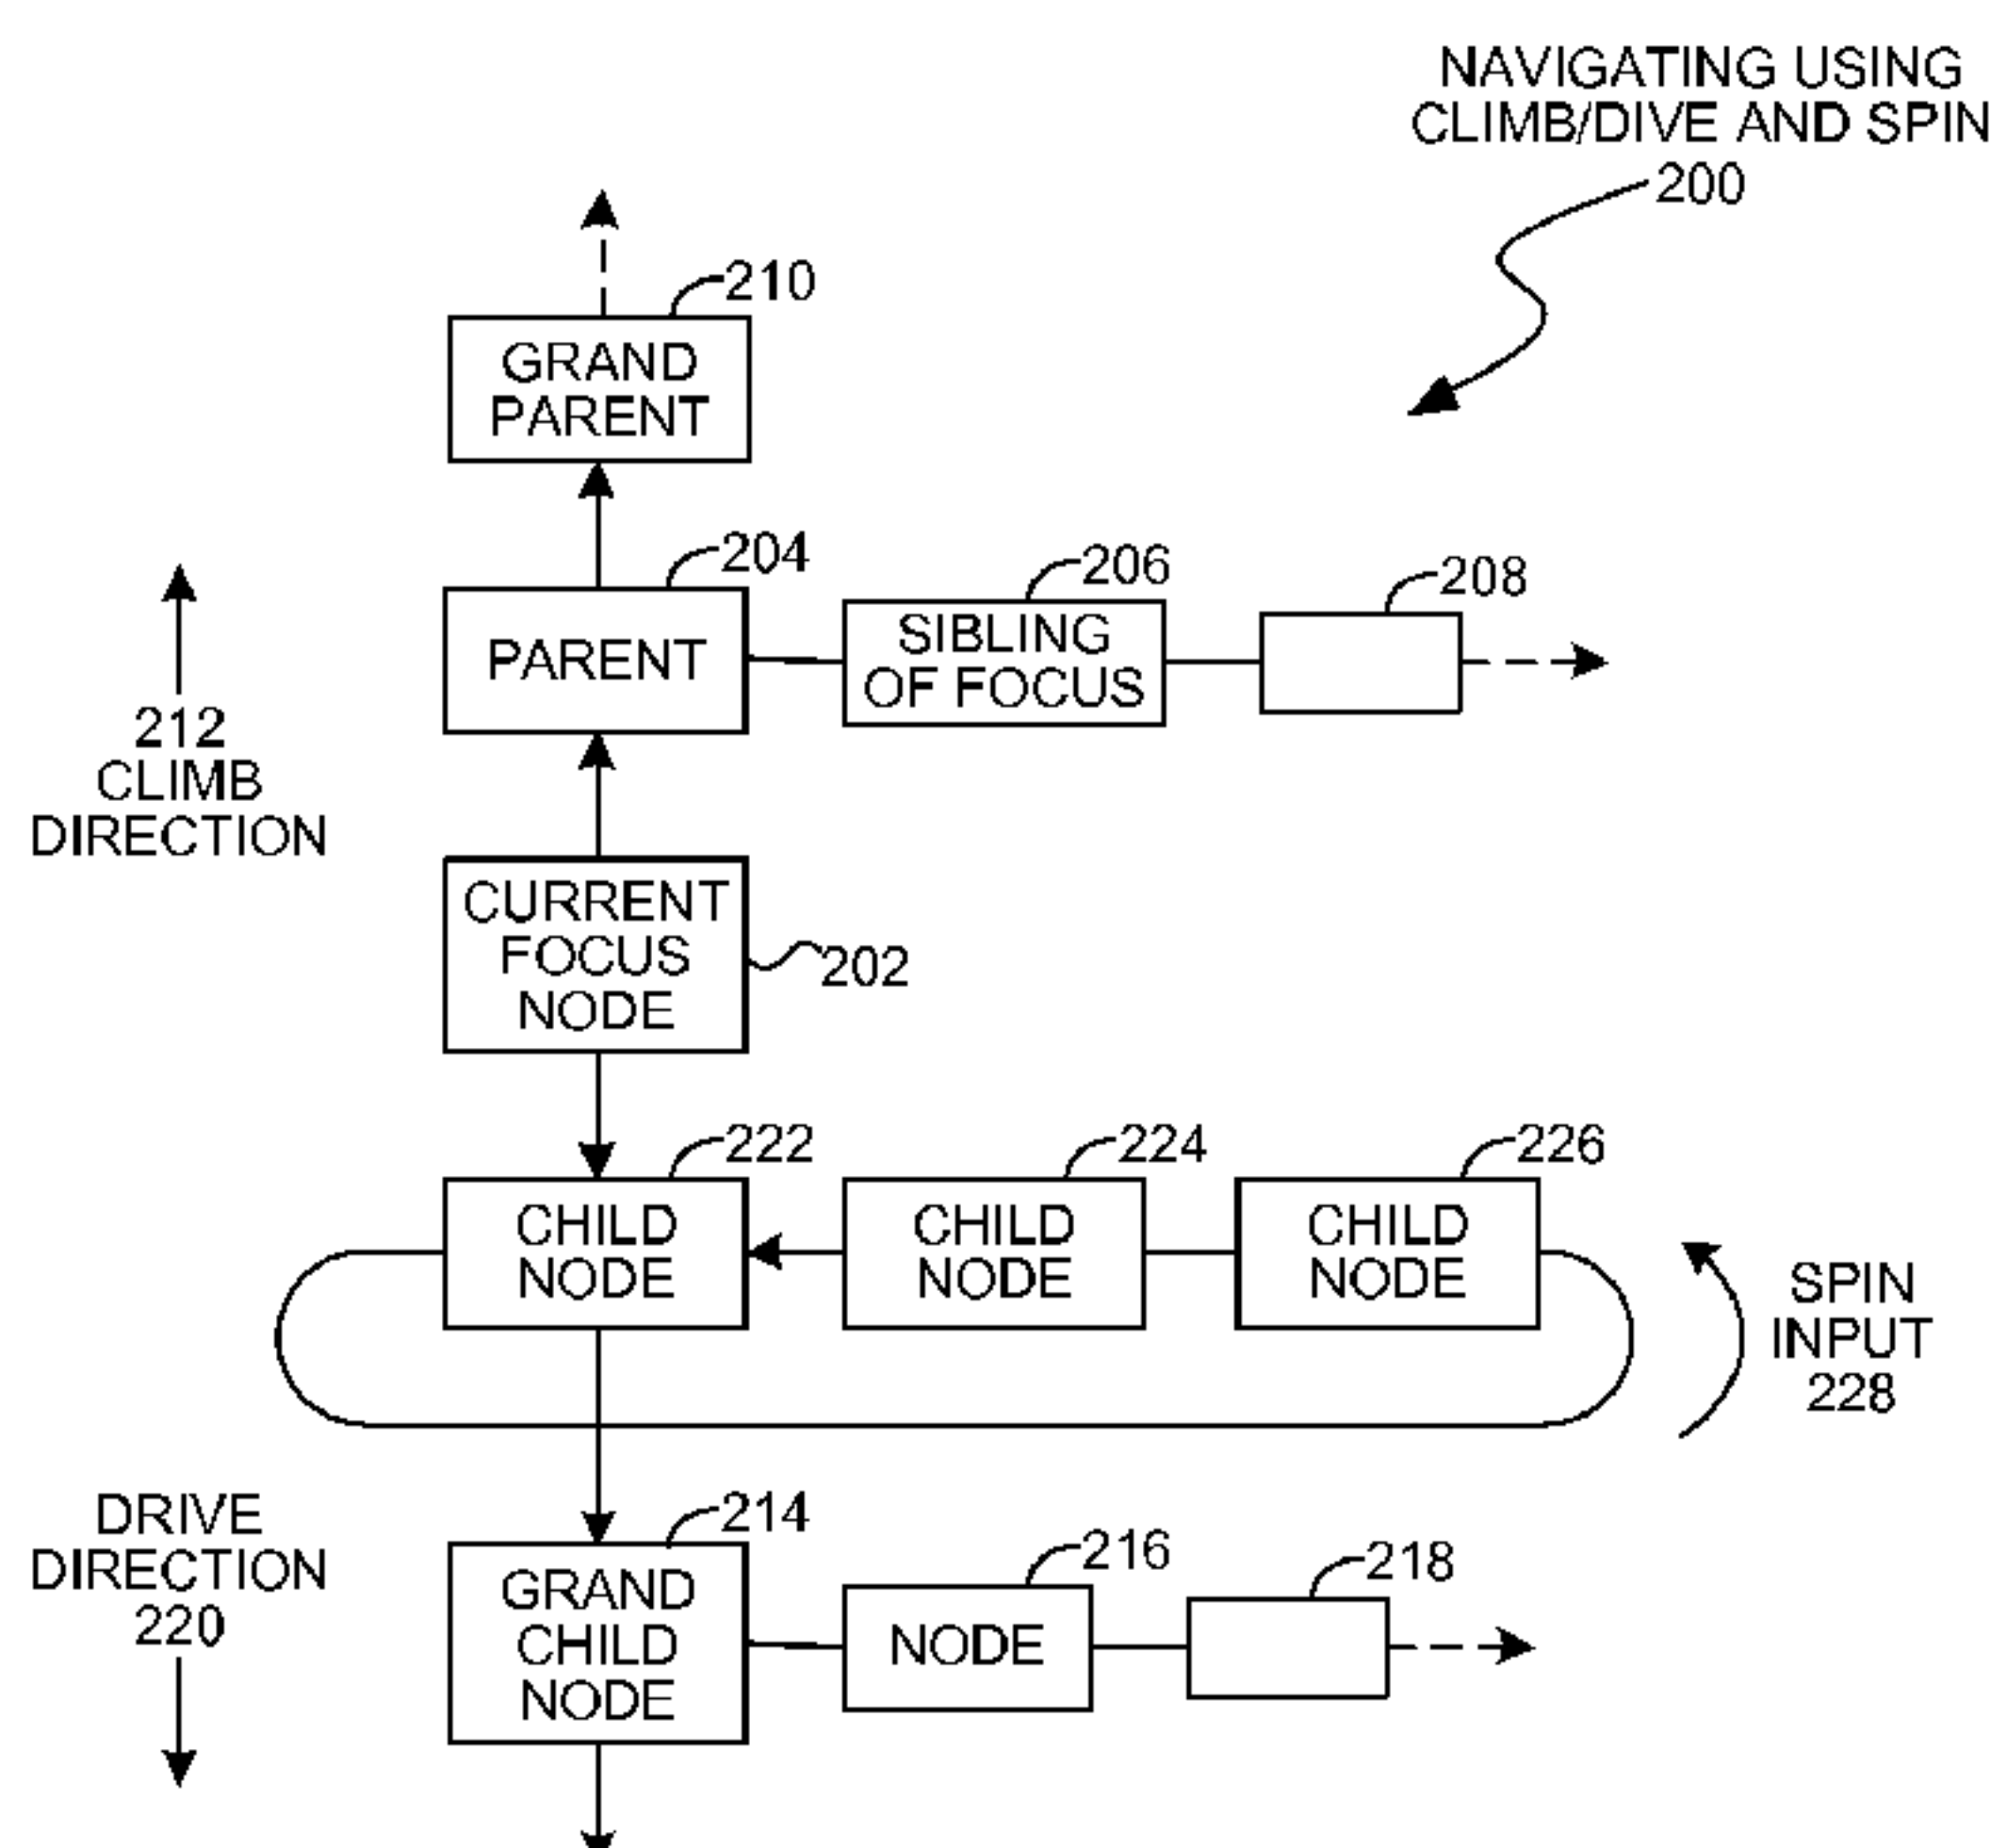 NAVIGATING USING
CLIMB/DIVE AND SPIN
200
210
GRAND
PARENT
204
PARENT
206
SIBLING
OF FOCUS
208
212
CLIMB
DIRECTION
CURRENT
FOCUS
NODE
202
222
CHILD
NODE
224
CHILD
NODE
226
CHILD
NODE
SPIN
INPUT
228
DRIVE
DIRECTION
220
214
GRAND
CHILD
NODE
216
NODE
218